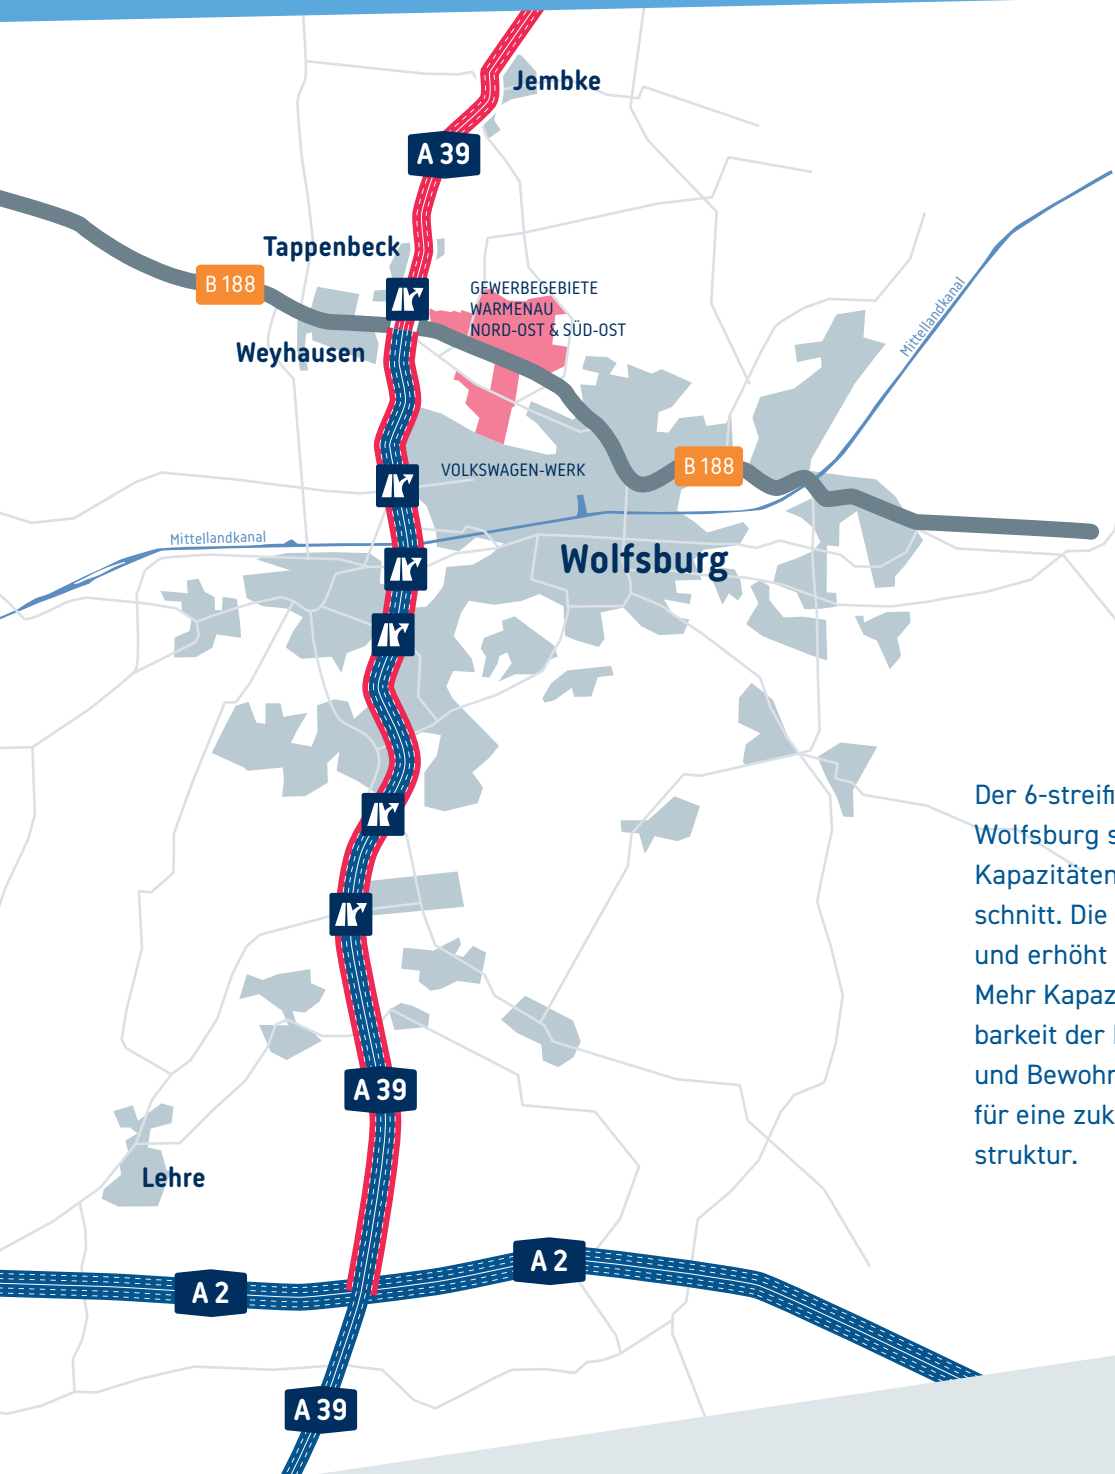 Jembke
A 39
Tappenbeck
B 188
GEWERBEGEBIETE
WARMENAU
NORD-OST & SÜD-OST
Mittellandkanal
Weyhausen
VOLKSWAGEN-WERK
B 188
Mittellandkanal
Wolfsburg
Der 6-streifi
Wolfsburg s
Kapazitäten
schnitt. Die
und erhöht
Mehr Kapaz
barkeit der
und Bewohr
für eine zuk
struktur.
A 39
Lehre
A 2
A 2
A 39